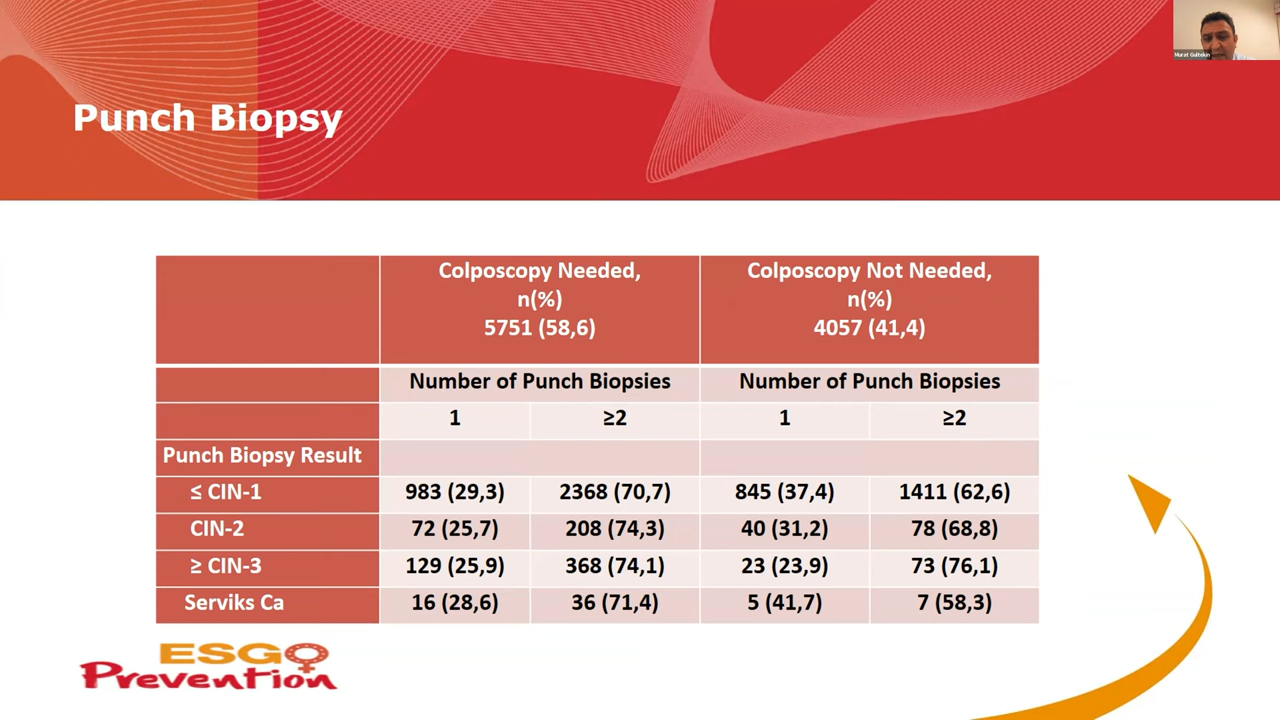 Murat Gultekin
Punch Biopsy
Colposcopy Needed,
n(%)
5751 (58,6)
Colposcopy Not Needed,
n(%)
4057 (41,4)
Number of Punch Biopsies
Number of Punch Biopsies
1
≥2
1
≥2
Punch Biopsy Result
≤ CIN-1
983 (29,3)
2368 (70,7)
845 (37,4)
1411 (62,6)
CIN-2
72 (25,7)
208 (74,3)
40 (31,2)
78 (68,8)
≥ CIN-3
129 (25,9)
368 (74,1)
23 (23,9)
73 (76,1)
Serviks Ca
16 (28,6)
36 (71,4)
5 (41,7)
7 (58,3)
ESGO
Prevention